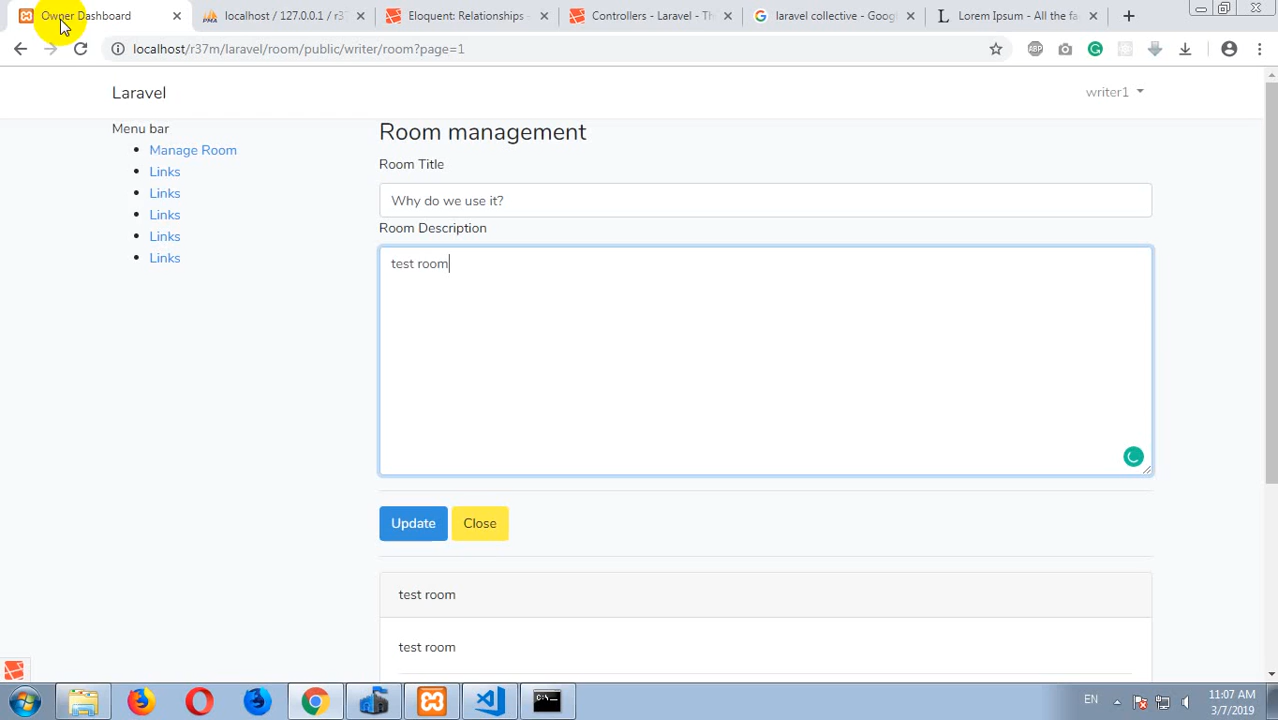 Owner Dashboard
localhost / 127.0.0.1 / r37
Eloquent Relationships -
Controllers - Laravel - Th
laravel collective - Goog
Lorem Ipsum - All the fa
localhost/r37m/laravel/room/public/writer/room?page=1
ABP
Laravel
writer1
Menu bar
Manage Room
Links
Links
Links
Links
Links
Room management
Room Title
Why do we use it?
Room Description
test room
Update Close
test room
test room
EN
11:07 AM
3/7/2019